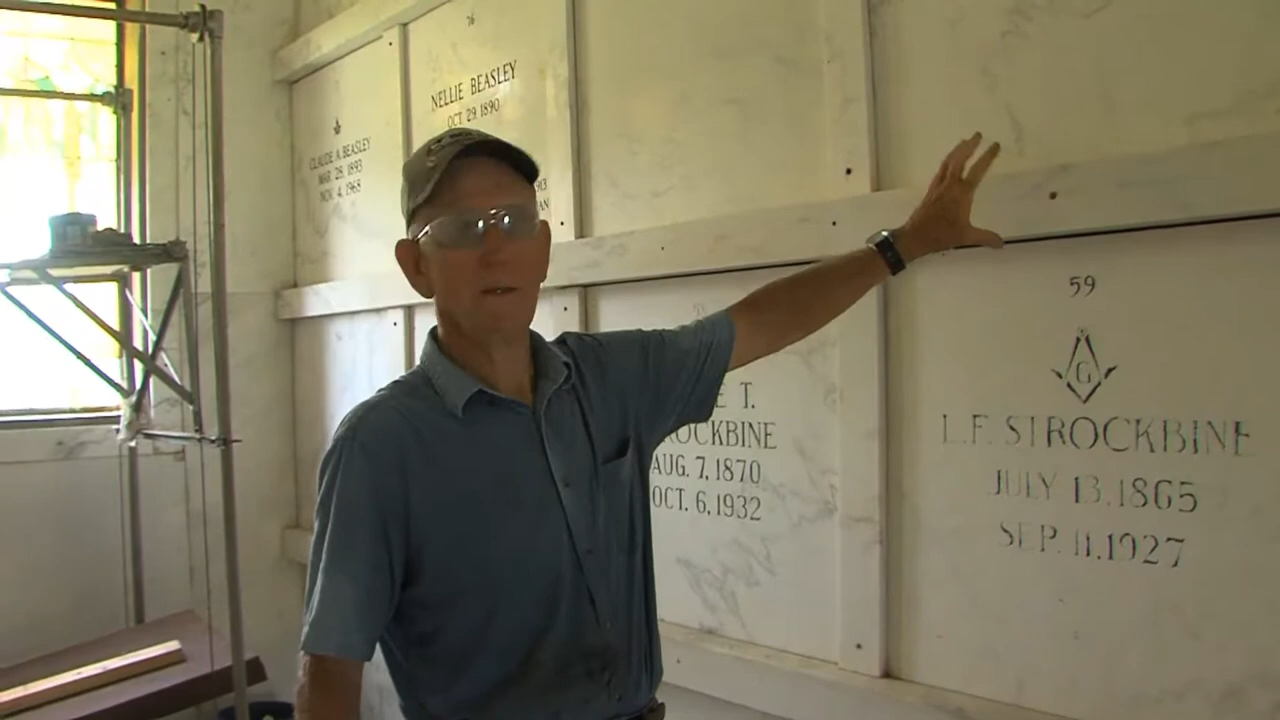 76
NELLIE BEASLEY
OCT. 29. 1890
CLAUDE A. BEASLEY
MAR. 28, 1893
NOV. 4, 1968
E T.
ROCKBINE
AUG. 7, 1870
OCT. 6, 1932
59
G
L.F. STROCKBINE
JULY 13, 1865
SEP. 11, 1927